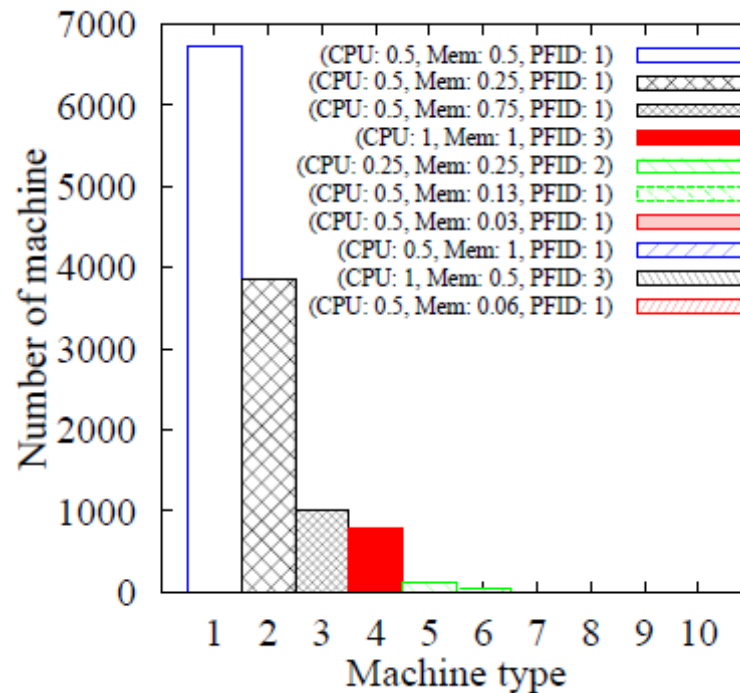 7000
6000
5000
4000
3000
2000
1000
0
Number of machine
(CPU: 0.5, Mem: 0.5, PFID: 1)
(CPU: 0.5, Mem: 0.25, PFID: 1)
(CPU: 0.5, Mem: 0.75, PFID: 1)
(CPU: 1, Mem: 1, PFID: 3)
(CPU: 0.25, Mem: 0.25, PFID: 2)
(CPU: 0.5, Mem: 0.13, PFID: 1)
(CPU: 0.5, Mem: 0.03, PFID: 1)
(CPU: 0.5, Mem: 1, PFID: 1)
(CPU: 1, Mem: 0.5, PFID: 3)
(CPU: 0.5, Mem: 0.06, PFID: 1)
1 2 3 4 5 6 7 8 9 10
Machine type